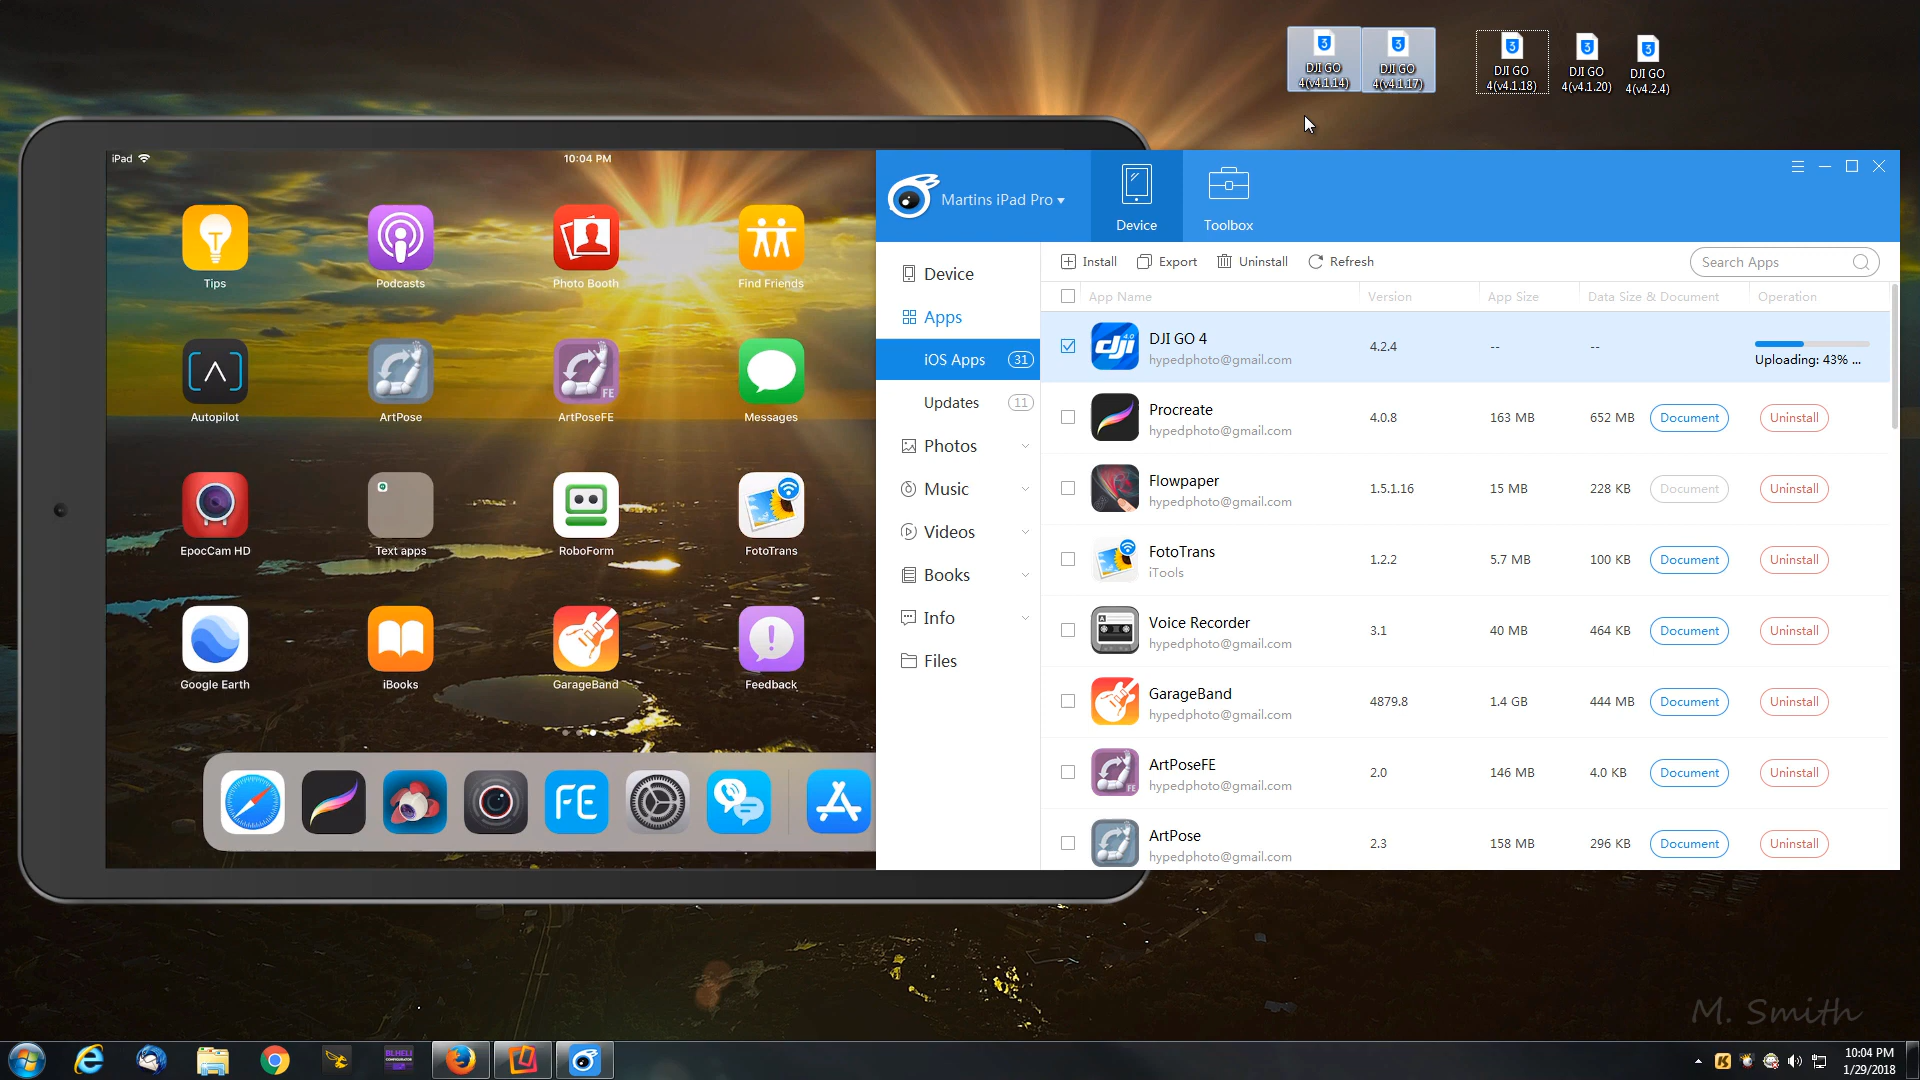 DJI GO
4(v4.1.14)
DJI GO
4(v4.1.17)
DJI GO
4(v4.1.18)
DJI GO
4(v4.1.20)
DJI GO
4(v4.2.4)
iPad
10:04 PM
Tips
Podcasts
Photo Booth
Find Friends
Autopilot
ArtPose
FE
ArtPoseFE
Messages
EpocCam HD
Text apps
RoboForm
FotoTrans
Google Earth
iBooks
GarageBand
Feedback
FE
Martins iPad Pro
Device
Toolbox
Device
Apps
iOS Apps 31
Updates 11
Photos
Music
Videos
Books
Info
Files
Install Export Uninstall Refresh
Search Apps
App Name Version App Size Data Size & Document Operation
dji 4.0
DJI GO 4
hypedphoto@gmail.com
4.2.4 -- --
Uploading: 43% ...
Procreate
hypedphoto@gmail.com
4.0.8 163 MB 652 MB Document Uninstall
Flowpaper
hypedphoto@gmail.com
1.5.1.16 15 MB 228 KB Document Uninstall
FotoTrans
iTools
1.2.2 5.7 MB 100 KB Document Uninstall
Voice Recorder
hypedphoto@gmail.com
3.1 40 MB 464 KB Document Uninstall
GarageBand
hypedphoto@gmail.com
4879.8 1.4 GB 444 MB Document Uninstall
FE
ArtPoseFE
hypedphoto@gmail.com
2.0 146 MB 4.0 KB Document Uninstall
ArtPose
hypedphoto@gmail.com
2.3 158 MB 296 KB Document Uninstall
M. Smith
BLHELI
CONFIGURATOR
10:04 PM
1/29/2018